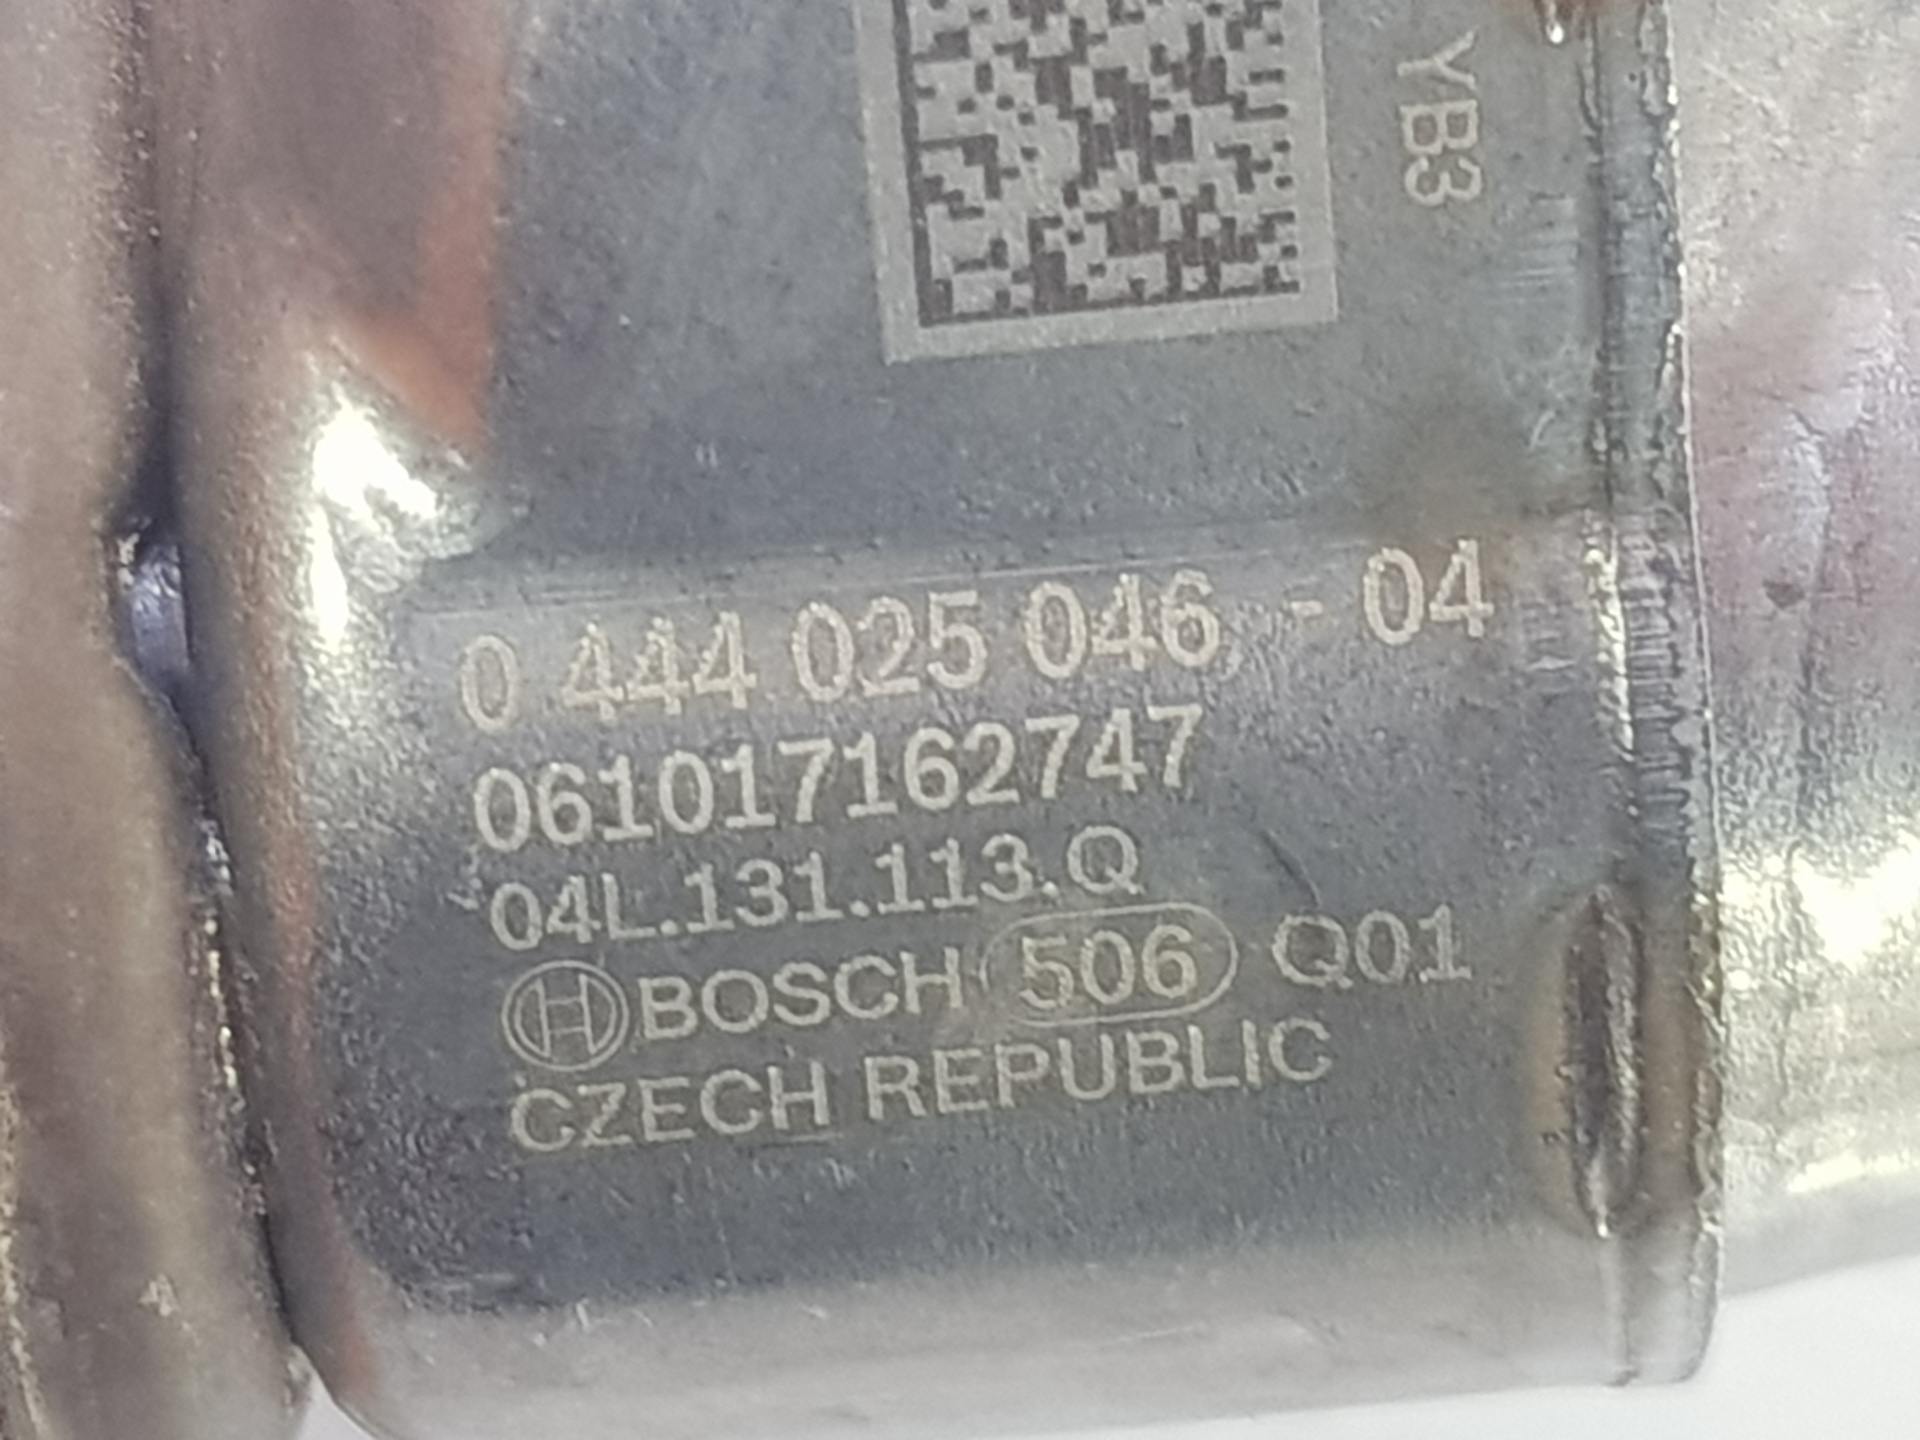 YB3
0 444 025 046 - 04
061017162747
04L.131.113.Q
BOSCH 506 Q01
CZECH REPUBLIC